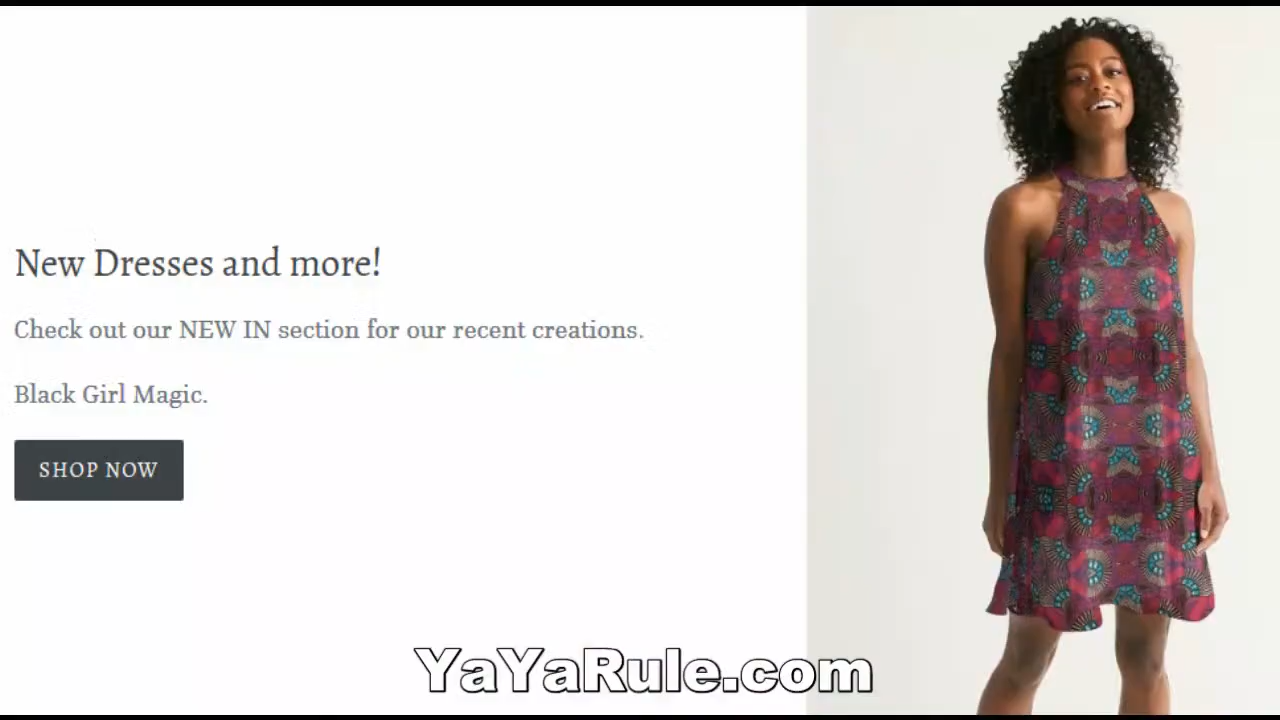 New Dresses and more!
Check out our NEW IN section for our recent creations.
Black Girl Magic.
SHOP NOW
YaYaRule.com